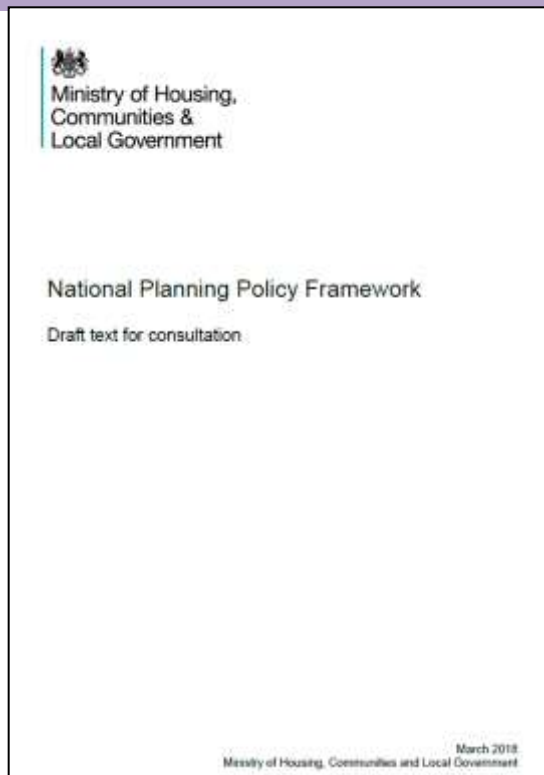 Ministry of Housing,
Communities &
Local Government
National Planning Policy Framework
Draft text for consultation
March 2018
Ministry of Housing, Communities and Local Government